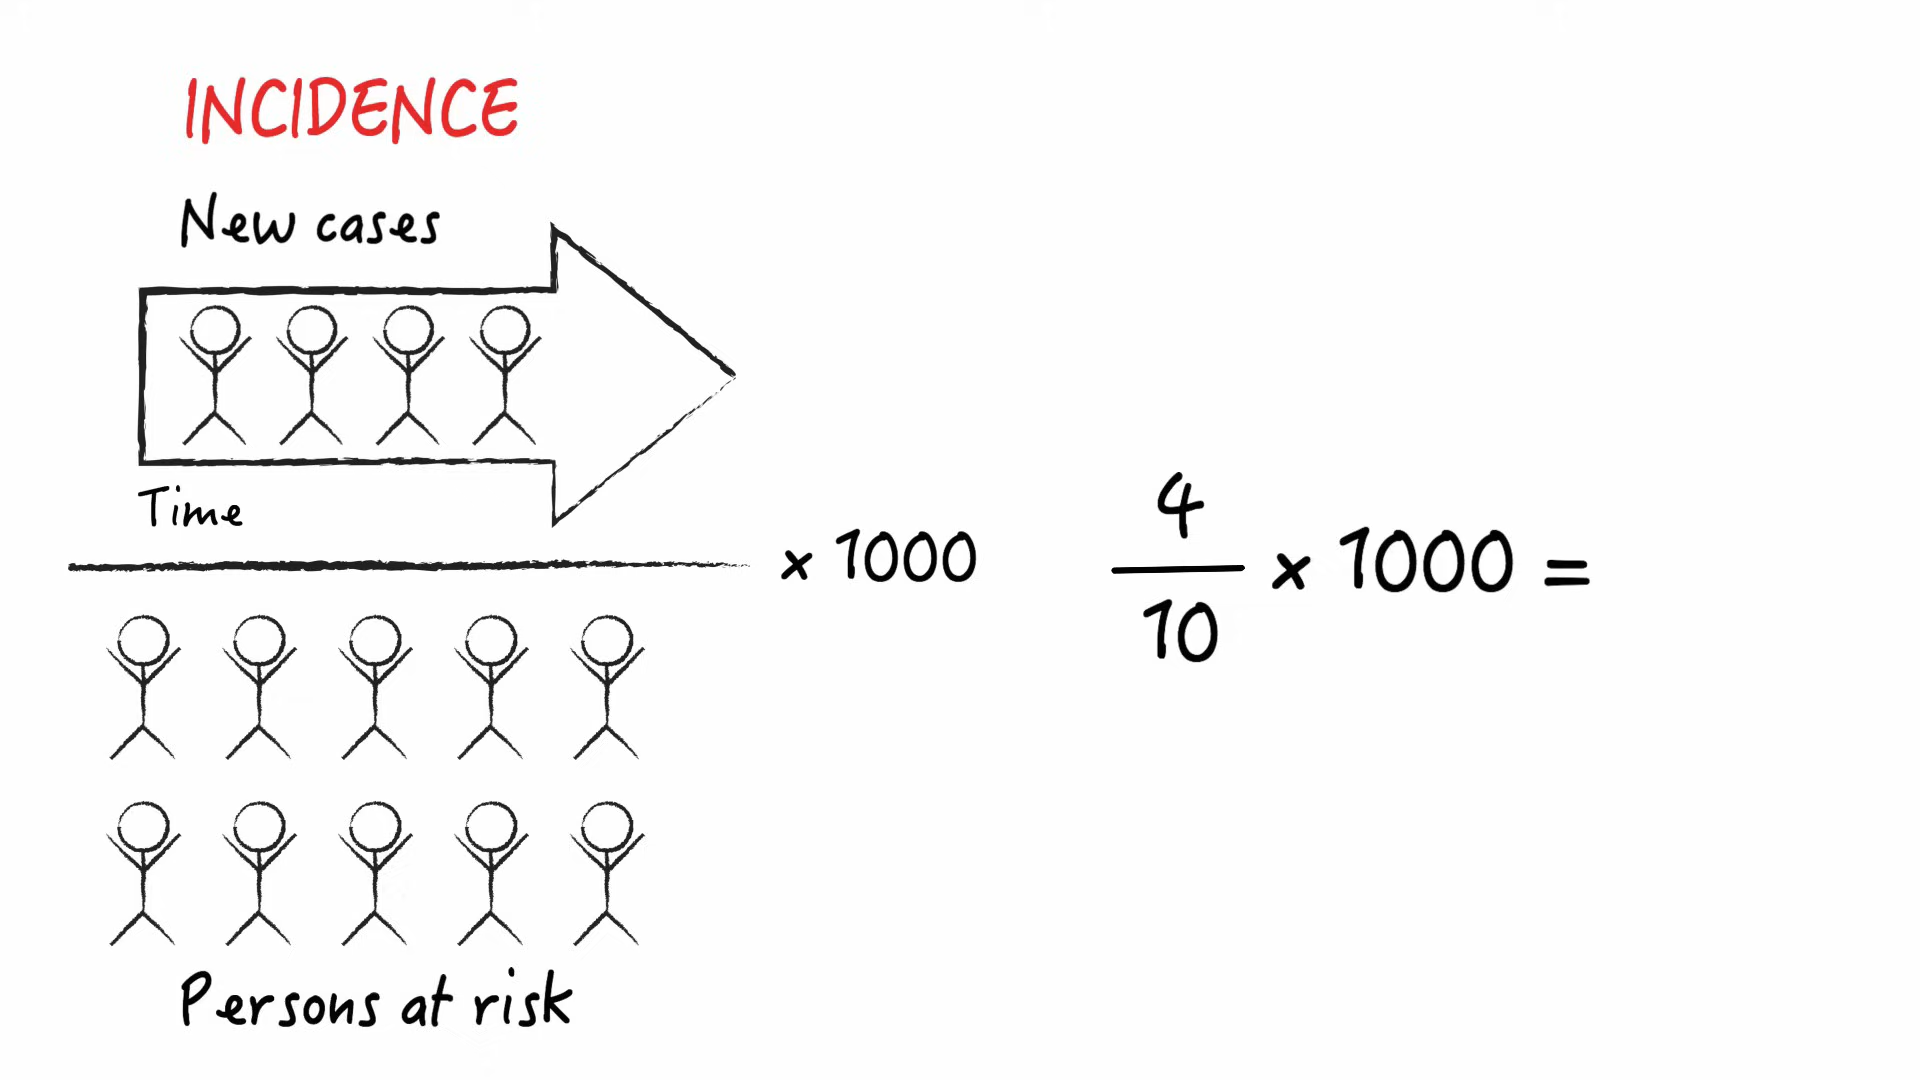 INCIDENCE
New cases
Time
× 1000
Persons at risk
4
10
× 1000 =